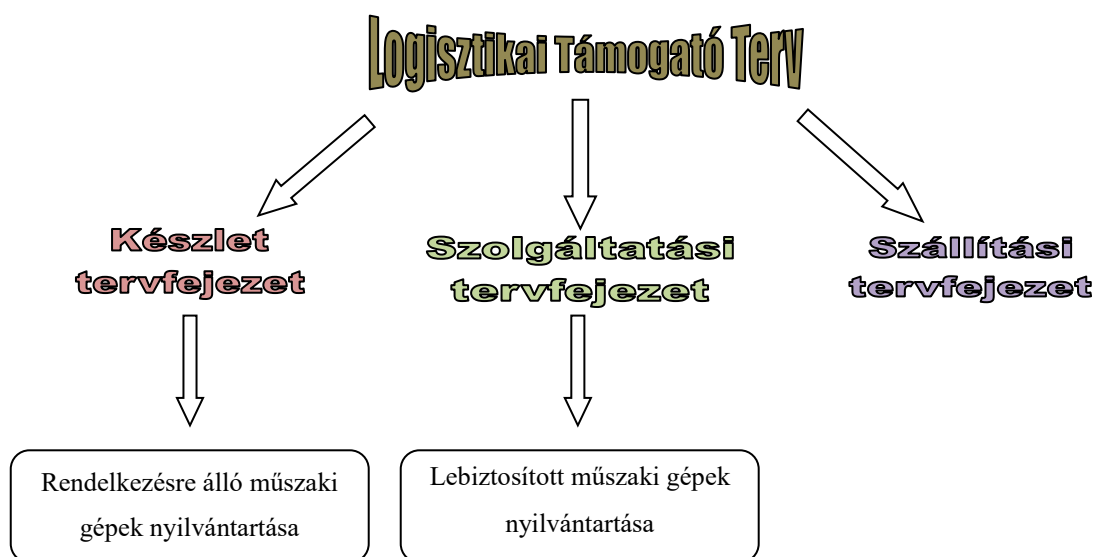 Logisztikai Támogató Terv
Készlet
tervfejezet
Szolgáltatási
tervfejezet
Szállítási
tervfejezet
Rendelkezésre álló műszaki
gépek nyilvántartása
Lebiztosított műszaki gépek
nyilvántartása